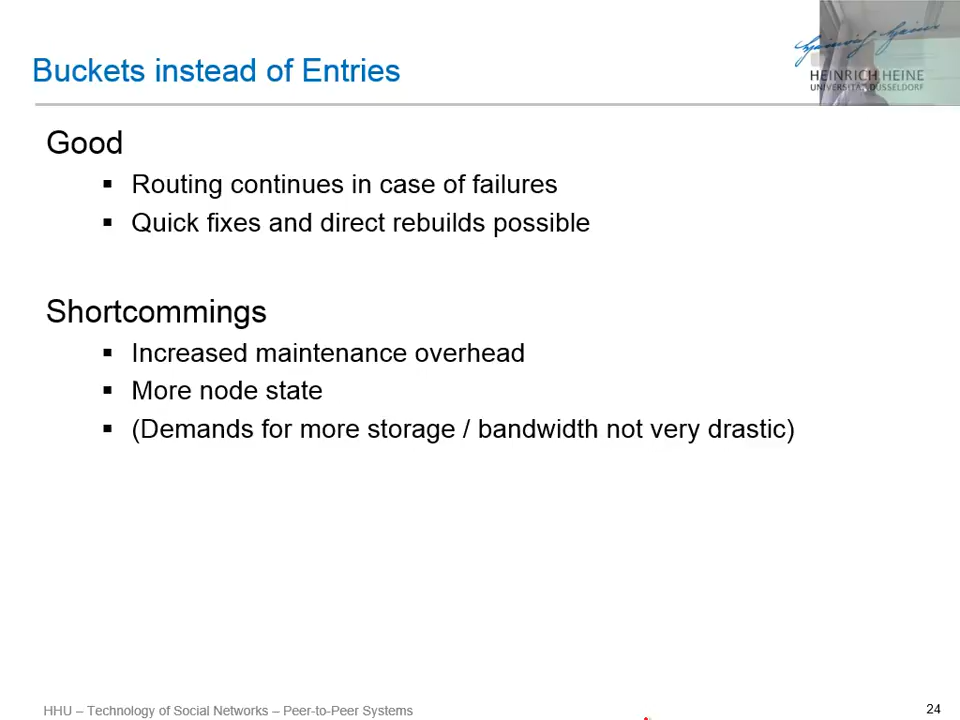 Buckets instead of Entries
Heinrich Heine
HEINRICH HEINE
UNIVERSITÄT DÜSSELDORF
Good
▪ Routing continues in case of failures
▪ Quick fixes and direct rebuilds possible
Shortcommings
▪ Increased maintenance overhead
▪ More node state
▪ (Demands for more storage / bandwidth not very drastic)
HHU – Technology of Social Networks – Peer-to-Peer Systems
24